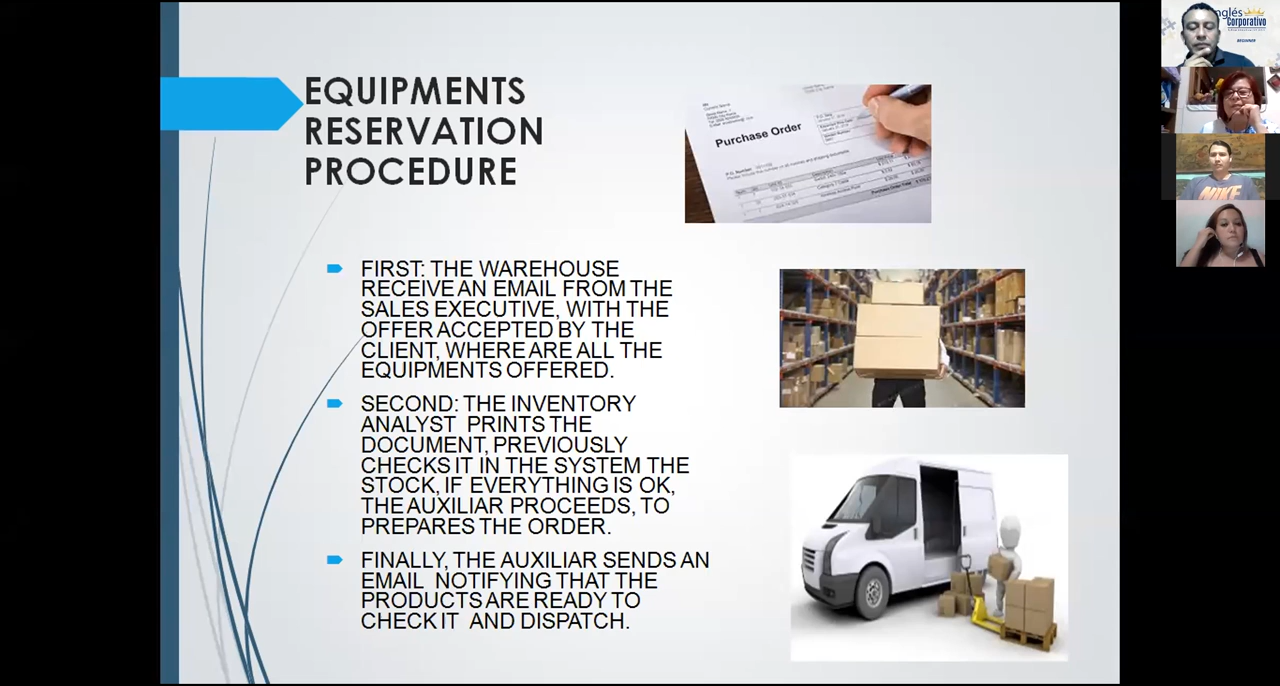 EQUIPMENTS
RESERVATION
PROCEDURE
Purchase Order
FIRST: THE WAREHOUSE
RECEIVE AN EMAIL FROM THE
SALES EXECUTIVE, WITH THE
OFFER ACCEPTED BY THE
CLIENT, WHERE ARE ALL THE
EQUIPMENTS OFFERED.
SECOND: THE INVENTORY
ANALYST PRINTS THE
DOCUMENT, PREVIOUSLY
CHECKS IT IN THE SYSTEM THE
STOCK, IF EVERYTHING IS OK,
THE AUXILIAR PROCEEDS, TO
PREPARES THE ORDER.
FINALLY, THE AUXILIAR SENDS AN
EMAIL NOTIFYING THAT THE
PRODUCTS ARE READY TO
CHECK IT AND DISPATCH.
Corporativo
BEGINNER
NIKE